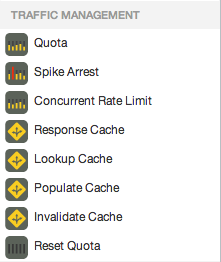 TRAFFIC MANAGEMENT
Quota
Spike Arrest
Concurrent Rate Limit
Response Cache
Lookup Cache
Populate Cache
Invalidate Cache
Reset Quota